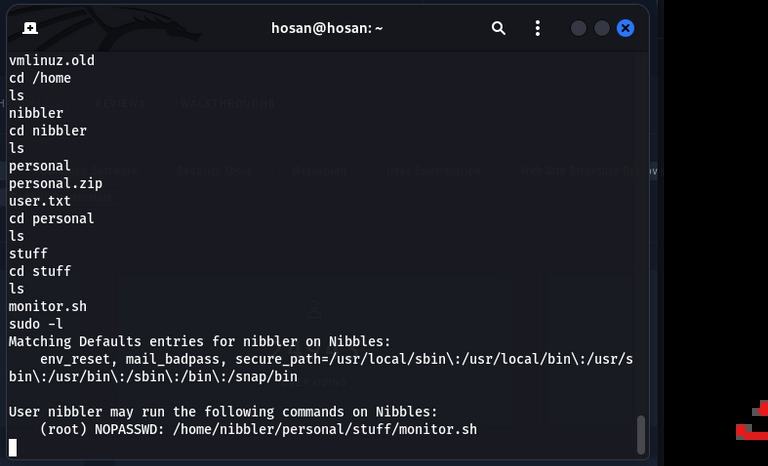 hosan@hosan: ~
vmlinuz.old
cd /home
ls
nibbler
cd nibbler
ls
personal
personal.zip
user.txt
cd personal
ls
stuff
cd stuff
ls
monitor.sh
sudo -l
Matching Defaults entries for nibbler on Nibbles:
    env_reset, mail_badpass, secure_path=/usr/local/sbin\:/usr/local/bin\:/usr/s
bin\:/usr/bin\:/sbin\:/bin\:/snap/bin

User nibbler may run the following commands on Nibbles:
    (root) NOPASSWD: /home/nibbler/personal/stuff/monitor.sh